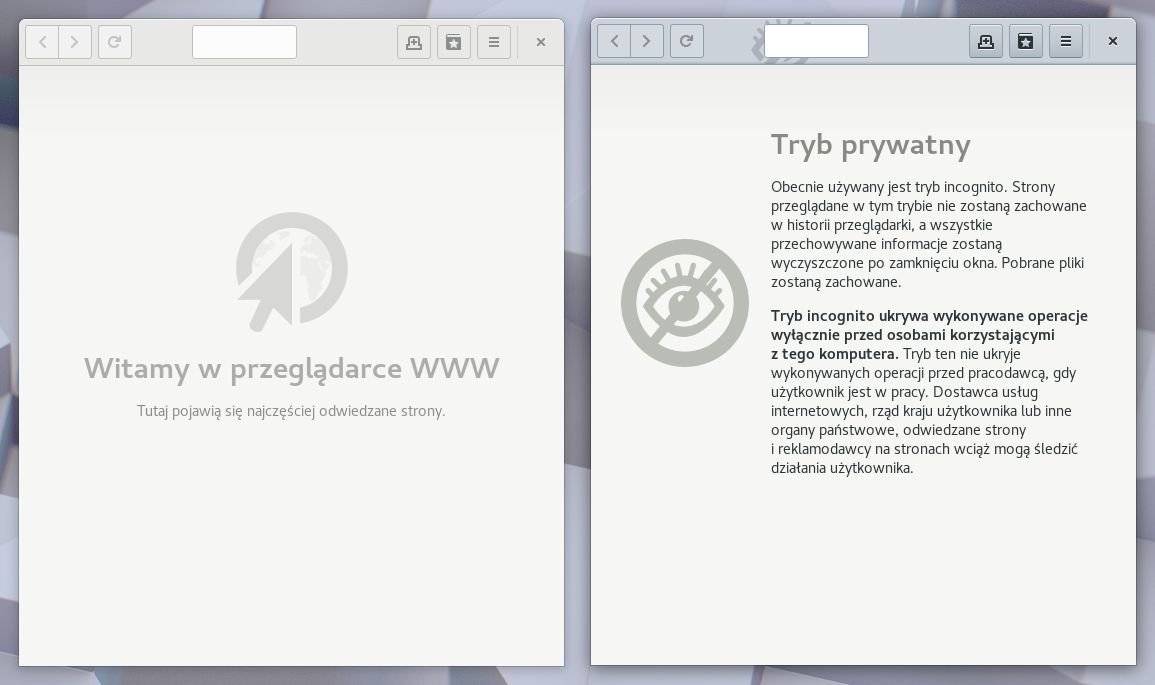 Witamy w przeglądarce WWW
Tutaj pojawią się najczęściej odwiedzane strony.
Tryb prywatny
Obecnie używany jest tryb incognito. Strony
przeglądane w tym trybie nie zostaną zachowane
w historii przeglądarki, a wszystkie
przechowywane informacje zostaną
wyczyszczone po zamknięciu okna. Pobrane pliki
zostaną zachowane.
Tryb incognito ukrywa wykonywane operacje
wyłącznie przed osobami korzystającymi
z tego komputera. Tryb ten nie ukryje
wykonywanych operacji przed pracodawcą, gdy
użytkownik jest w pracy. Dostawca usług
internetowych, rząd kraju użytkownika lub inne
organy państwowe, odwiedzane strony
i reklamodawcy na stronach wciąż mogą śledzić
działania użytkownika.